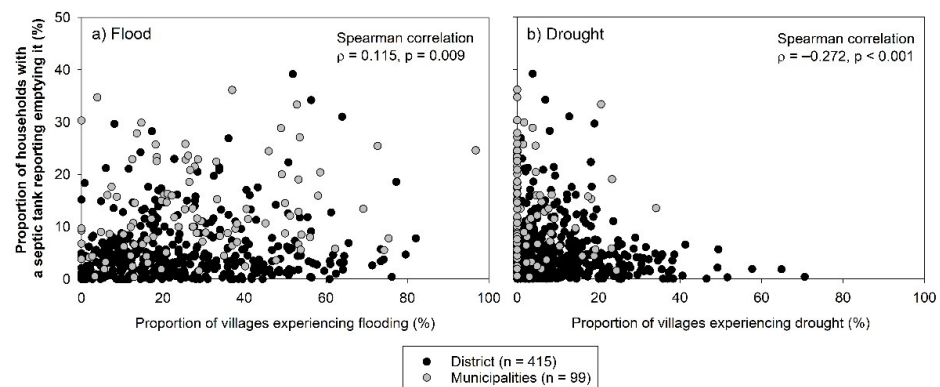 Proportion of households with
a septic tank reporting emptying it (%)
50
40
30
20
10
0
a) Flood
Spearman correlation
ρ = 0.115, p = 0.009
0 20 40 60 80 100
Proportion of villages experiencing flooding (%)
b) Drought
Spearman correlation
ρ = –0.272, p < 0.001
0 20 40 60 80 100
Proportion of villages experiencing drought (%)
District (n = 415)
Municipalities (n = 99)